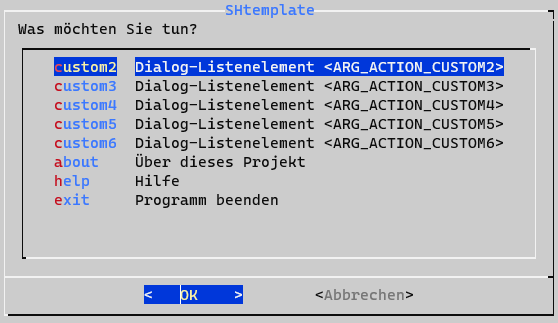 SHtemplate
Was möchten Sie tun?
custom2 Dialog-Listenelement <ARG_ACTION_CUSTOM2>
custom3 Dialog-Listenelement <ARG_ACTION_CUSTOM3>
custom4 Dialog-Listenelement <ARG_ACTION_CUSTOM4>
custom5 Dialog-Listenelement <ARG_ACTION_CUSTOM5>
custom6 Dialog-Listenelement <ARG_ACTION_CUSTOM6>
about Über dieses Projekt
help Hilfe
exit Programm beenden
< OK > <Abbrechen>